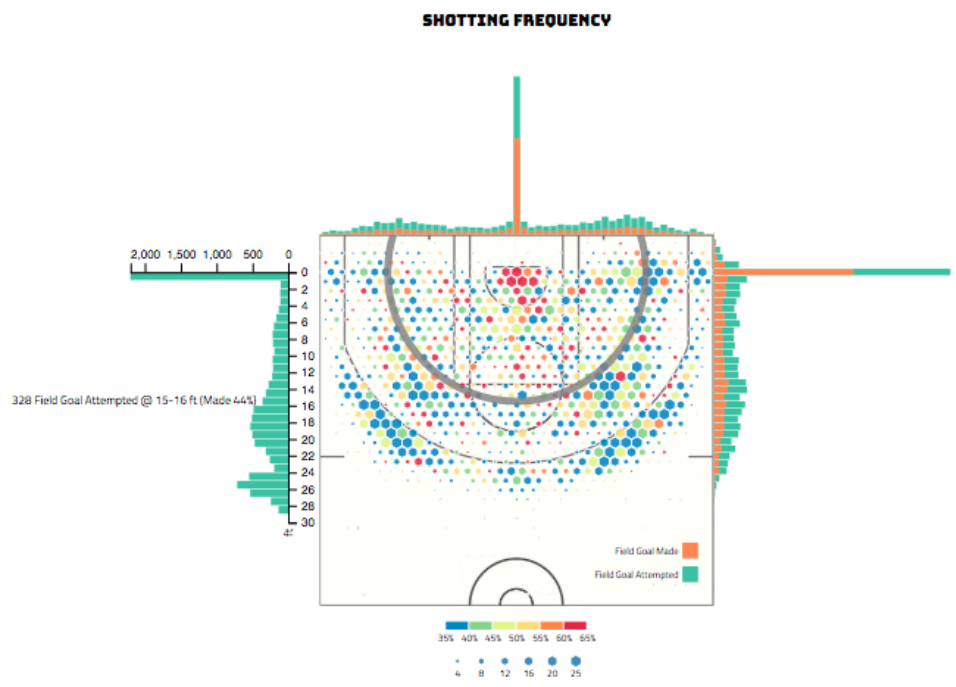 SHOTTING FREQUENCY
2,000 1,500 1,000 500 0
0
2
4
6
8
10
12
14
328 Field Goal Attempted @ 15-16 ft (Made 44%)
16
18
20
22
24
26
28
30
ft
Field Goal Made
Field Goal Attempted
35% 40% 45% 50% 55% 60% 65%
4 8 12 16 20 25